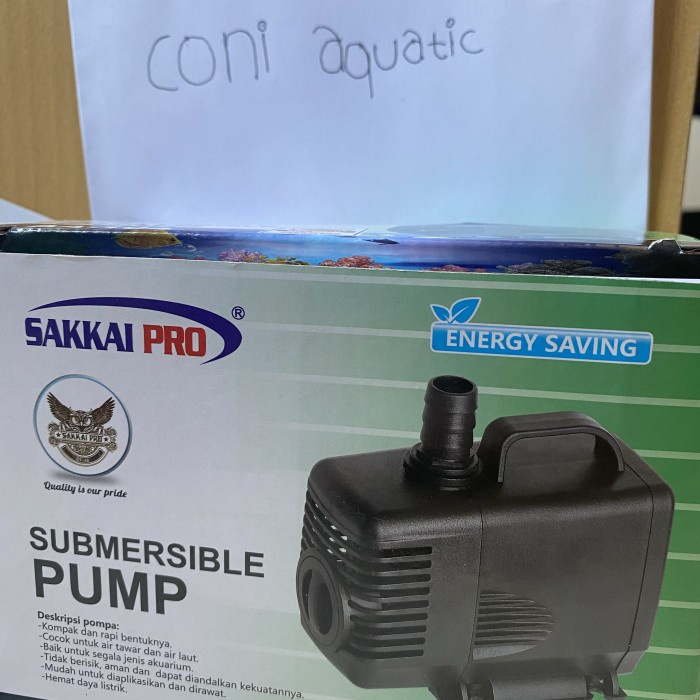 coni aquatic
SAKKAI PRO®
ENERGY SAVING
SAKKAI PRO
Quality is our pride
SUBMERSIBLE
PUMP
Deskripsi pompa:
-Kompak dan rapi bentuknya.
-Cocok untuk air tawar dan air laut.
-Baik untuk segala jenis akuarium.
-Tidak berisik, aman dan dapat diandalkan kekuatannya.
-Mudah untuk diaplikasikan dan dirawat.
-Hemat daya listrik.